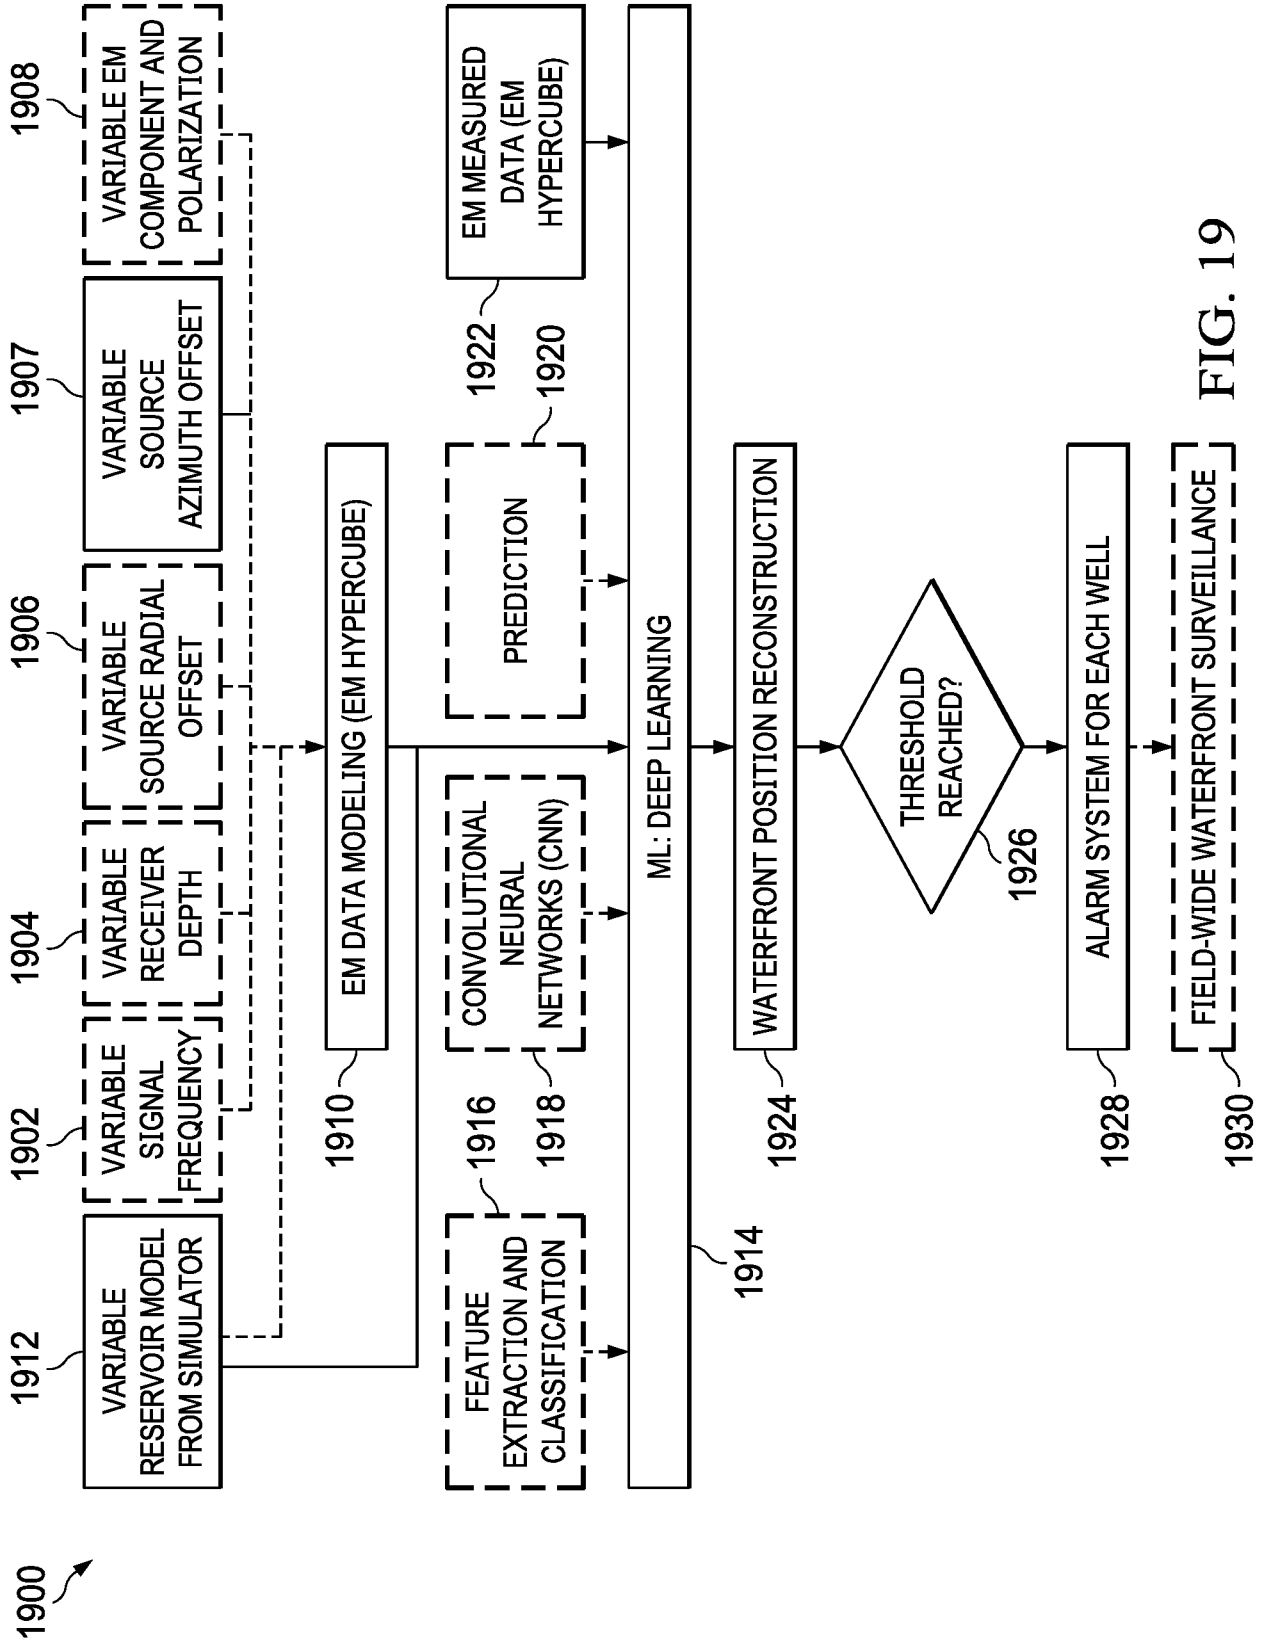 1900
1912
1902
1904
1906
1907
1908
VARIABLE
RESERVOIR MODEL
FROM SIMULATOR
VARIABLE
SIGNAL
FREQUENCY
VARIABLE
RECEIVER
DEPTH
VARIABLE
SOURCE RADIAL
OFFSET
VARIABLE
SOURCE
AZIMUTH OFFSET
VARIABLE EM
COMPONENT AND
POLARIZATION
1910
EM DATA MODELING (EM HYPERCUBE)
1916
FEATURE
EXTRACTION AND
CLASSIFICATION
1918
CONVOLUTIONAL
NEURAL
NETWORKS (CNN)
1920
PREDICTION
1922
EM MEASURED
DATA (EM
HYPERCUBE)
ML: DEEP LEARNING
1914
1924
WATERFRONT POSITION RECONSTRUCTION
THRESHOLD
REACHED?
1926
1928
ALARM SYSTEM FOR EACH WELL
1930
FIELD-WIDE WATERFRONT SURVEILLANCE
FIG. 19